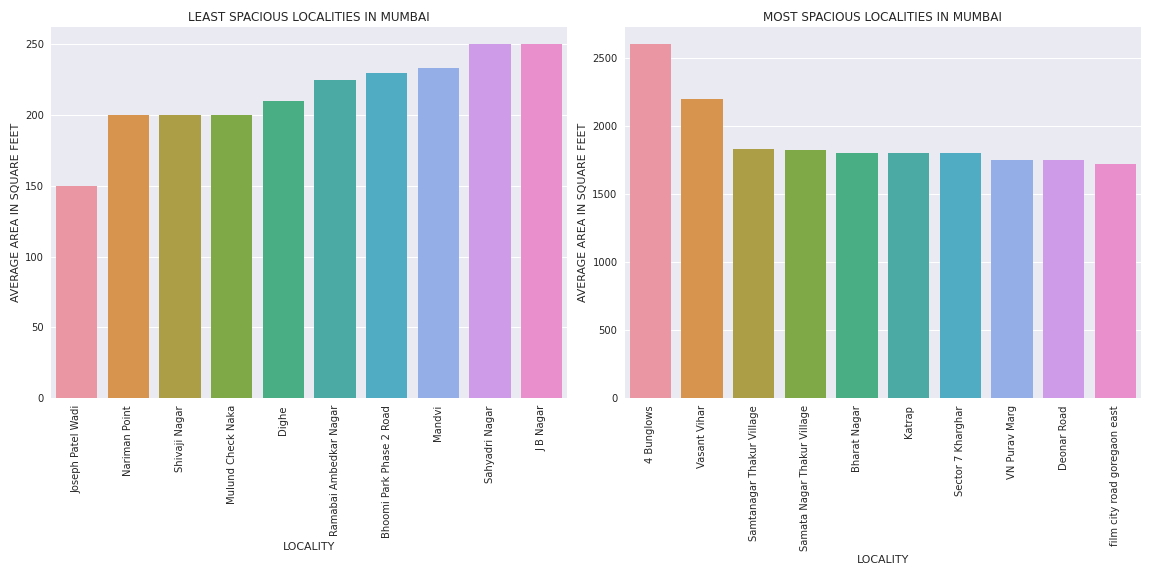 LEAST SPACIOUS LOCALITIES IN MUMBAI
AVERAGE AREA IN SQUARE FEET
250
200
150
100
50
0
Joseph Patel Wadi
Nariman Point
Shivaji Nagar
Mulund Check Naka
Dighe
Ramabai Ambedkar Nagar
Bhoomi Park Phase 2 Road
Mandvi
Sahyadri Nagar
J B Nagar
LOCALITY
MOST SPACIOUS LOCALITIES IN MUMBAI
AVERAGE AREA IN SQUARE FEET
2500
2000
1500
1000
500
0
4 Bunglows
Vasant Vihar
Samtanagar Thakur Village
Samata Nagar Thakur Village
Bharat Nagar
Katrap
Sector 7 Kharghar
VN Purav Marg
Deonar Road
film city road goregaon east
LOCALITY